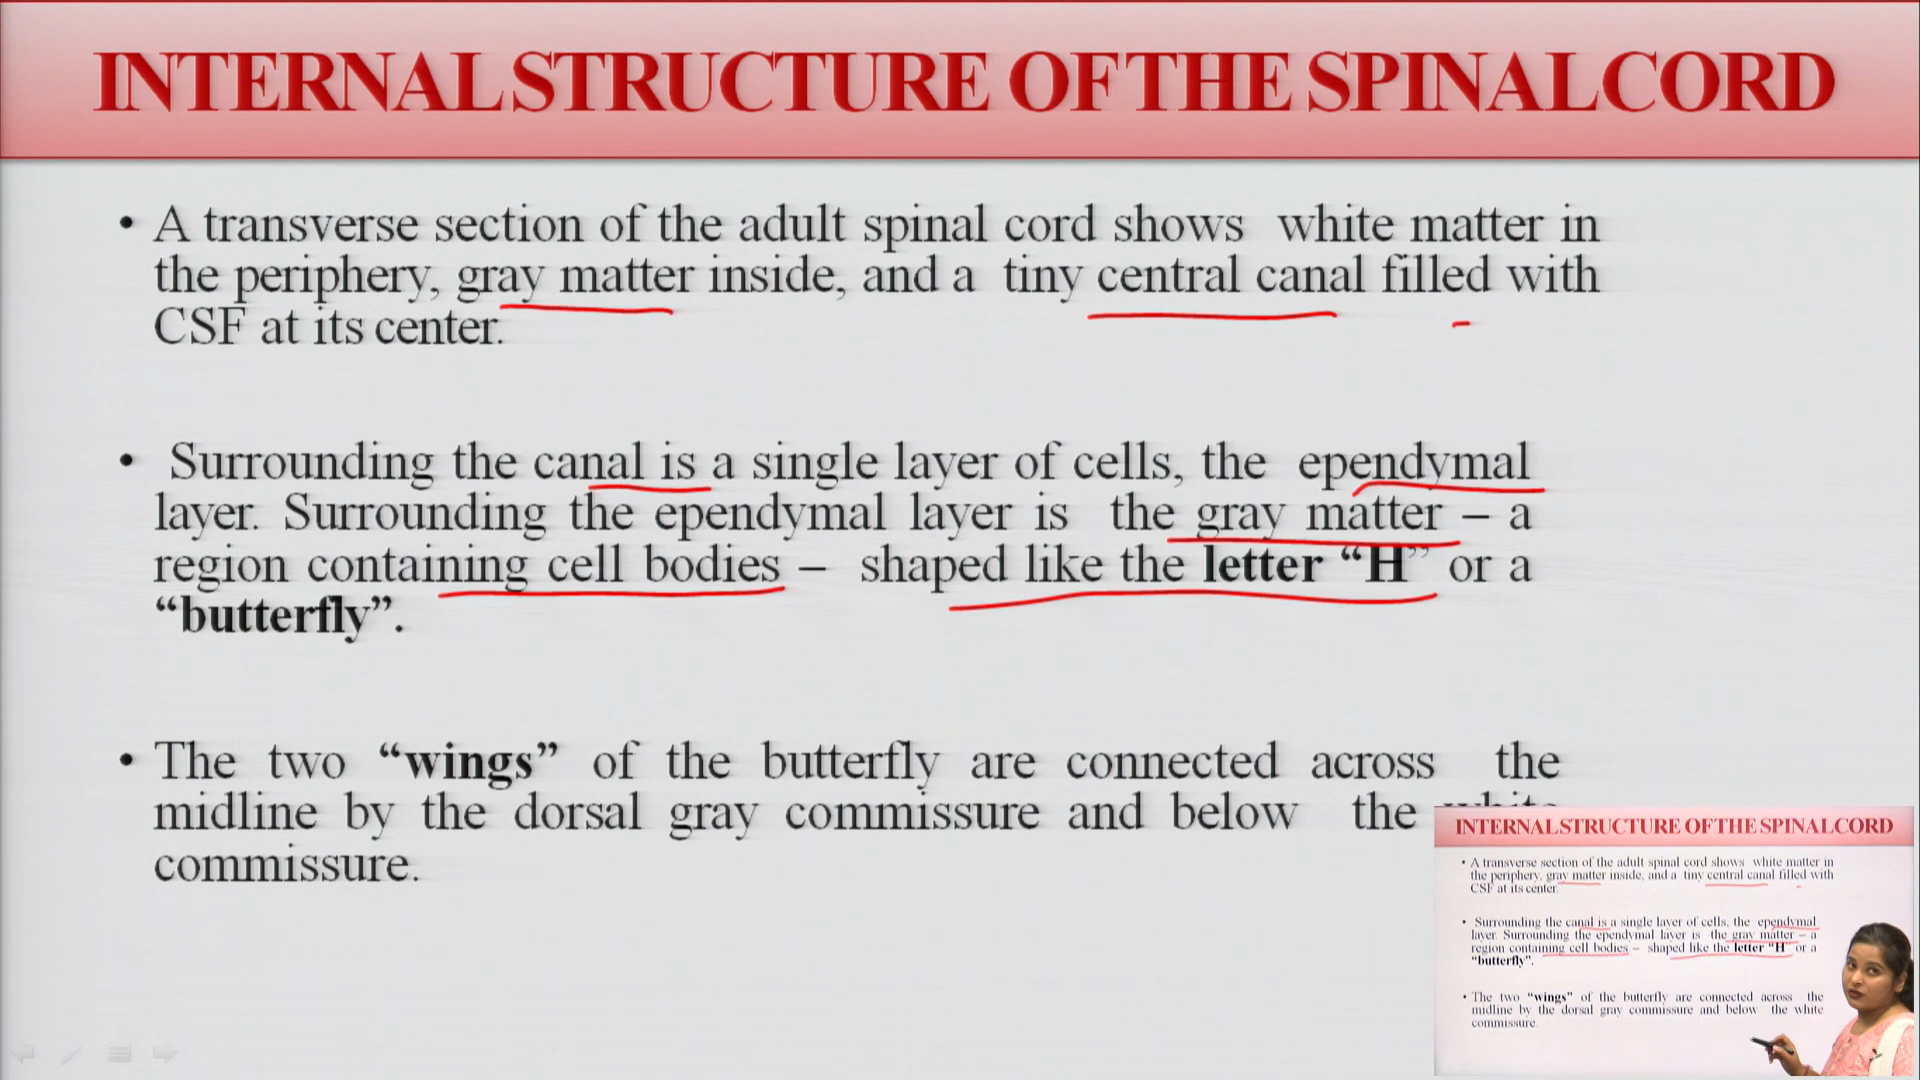 INTERNAL STRUCTURE OF THE SPINAL CORD
• A transverse section of the adult spinal cord shows white matter in
the periphery, gray matter inside, and a tiny central canal filled with
CSF at its center.
• Surrounding the canal is a single layer of cells, the ependymal
layer. Surrounding the ependymal layer is the gray matter – a
region containing cell bodies – shaped like the letter “H” or a
“butterfly”.
• The two “wings” of the butterfly are connected across the
midline by the dorsal gray commissure and below the white
commissure.
INTERNAL STRUCTURE OF THE SPINAL CORD
• A transverse section of the adult spinal cord shows white matter in
the periphery, gray matter inside, and a tiny central canal filled with
CSF at its center.
• Surrounding the canal is a single layer of cells, the ependymal
layer. Surrounding the ependymal layer is the gray matter – a
region containing cell bodies – shaped like the letter “H” or a
“butterfly”.
• The two “wings” of the butterfly are connected across the
midline by the dorsal gray commissure and below the white
commissure.